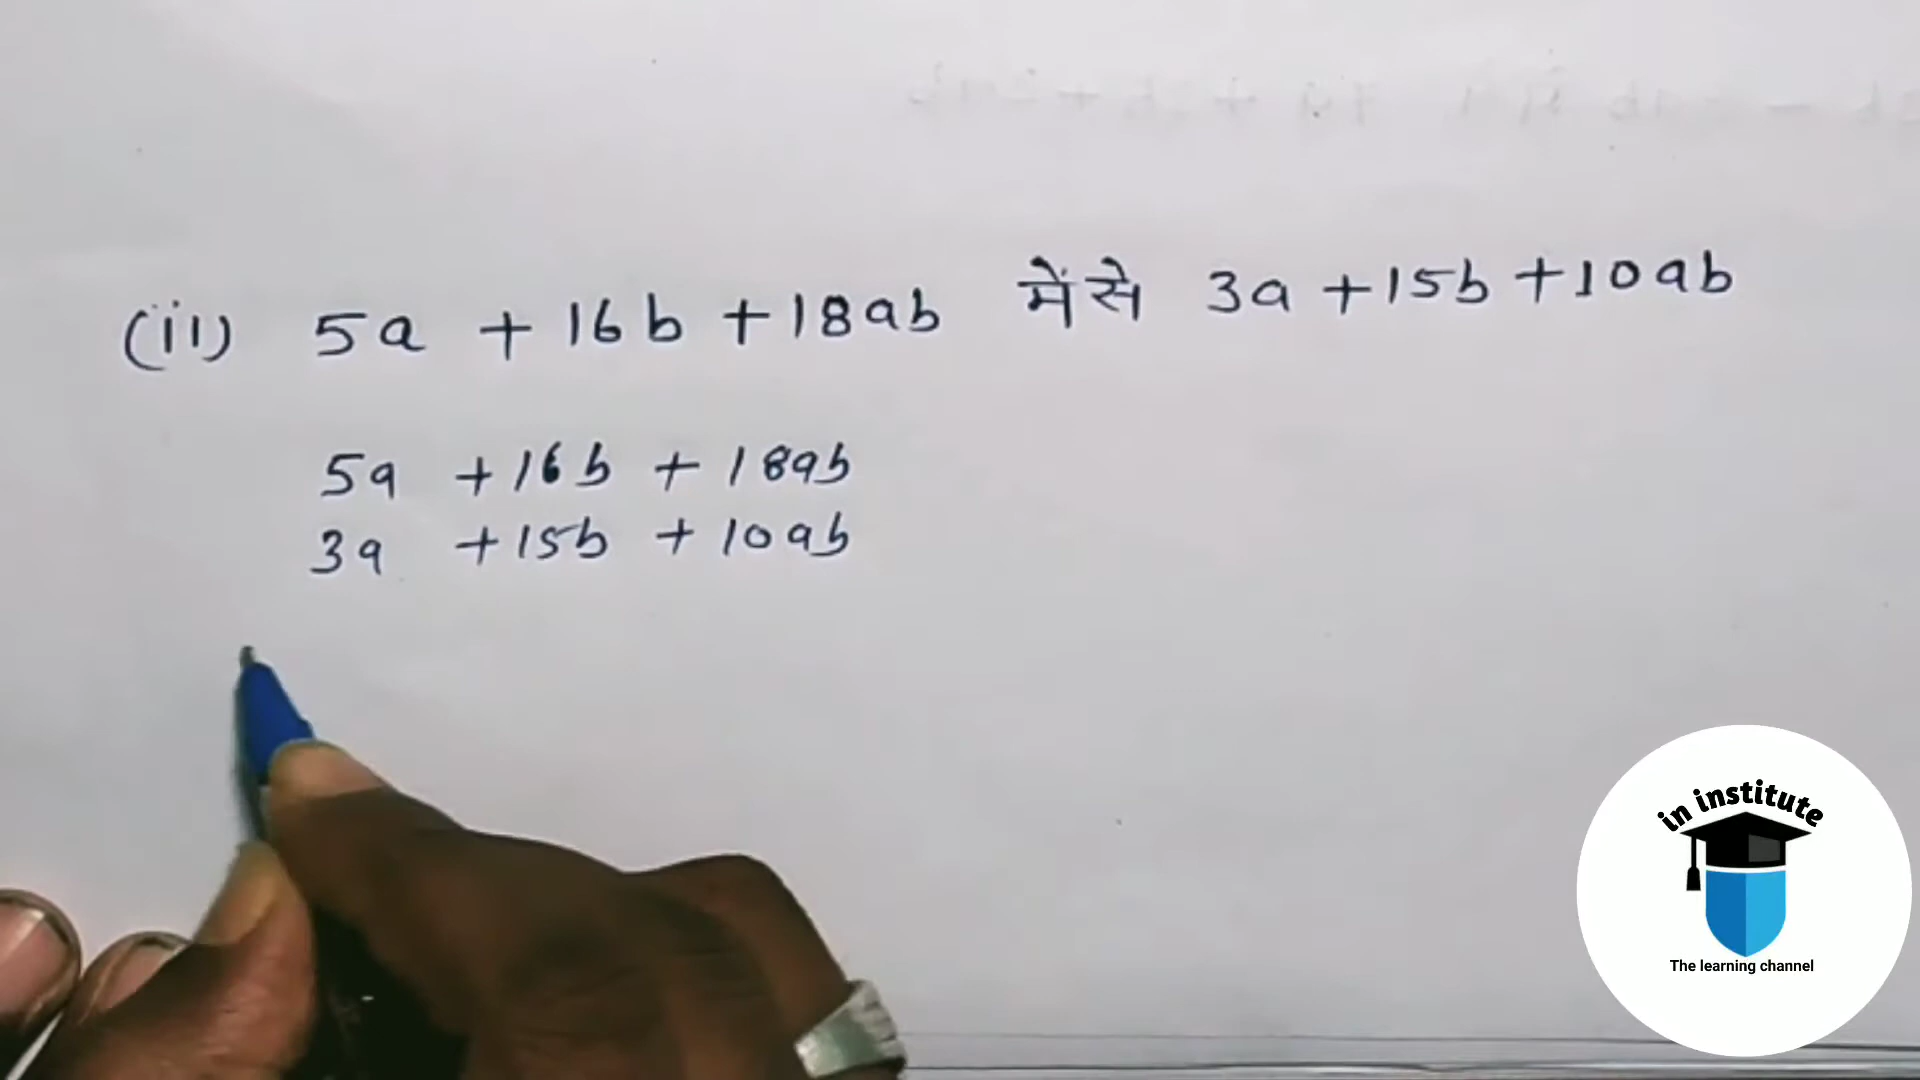 (ii) 5a + 16b + 18ab में से 3a + 15b + 10ab
5a + 16b + 18ab
3a + 15b + 10ab
in institute
The learning channel